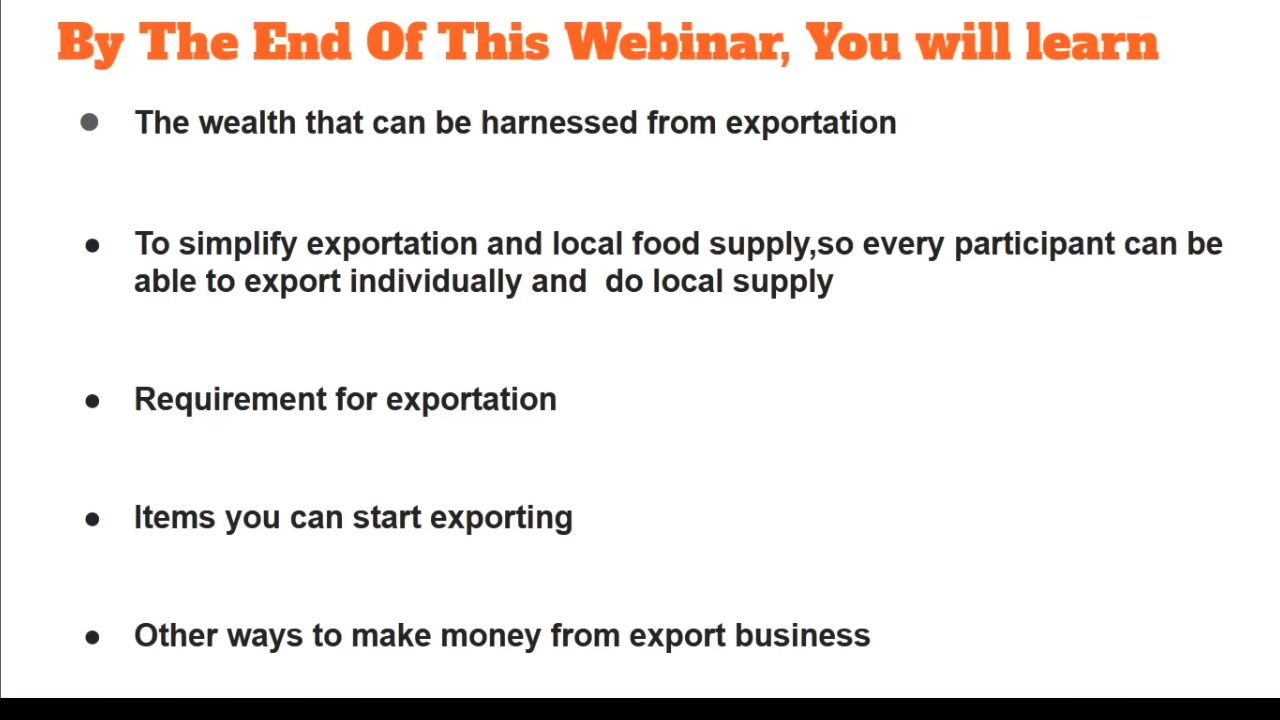 By The End Of This Webinar, You will learn
● The wealth that can be harnessed from exportation
● To simplify exportation and local food supply,so every participant can be
able to export individually and  do local supply
● Requirement for exportation
● Items you can start exporting
● Other ways to make money from export business